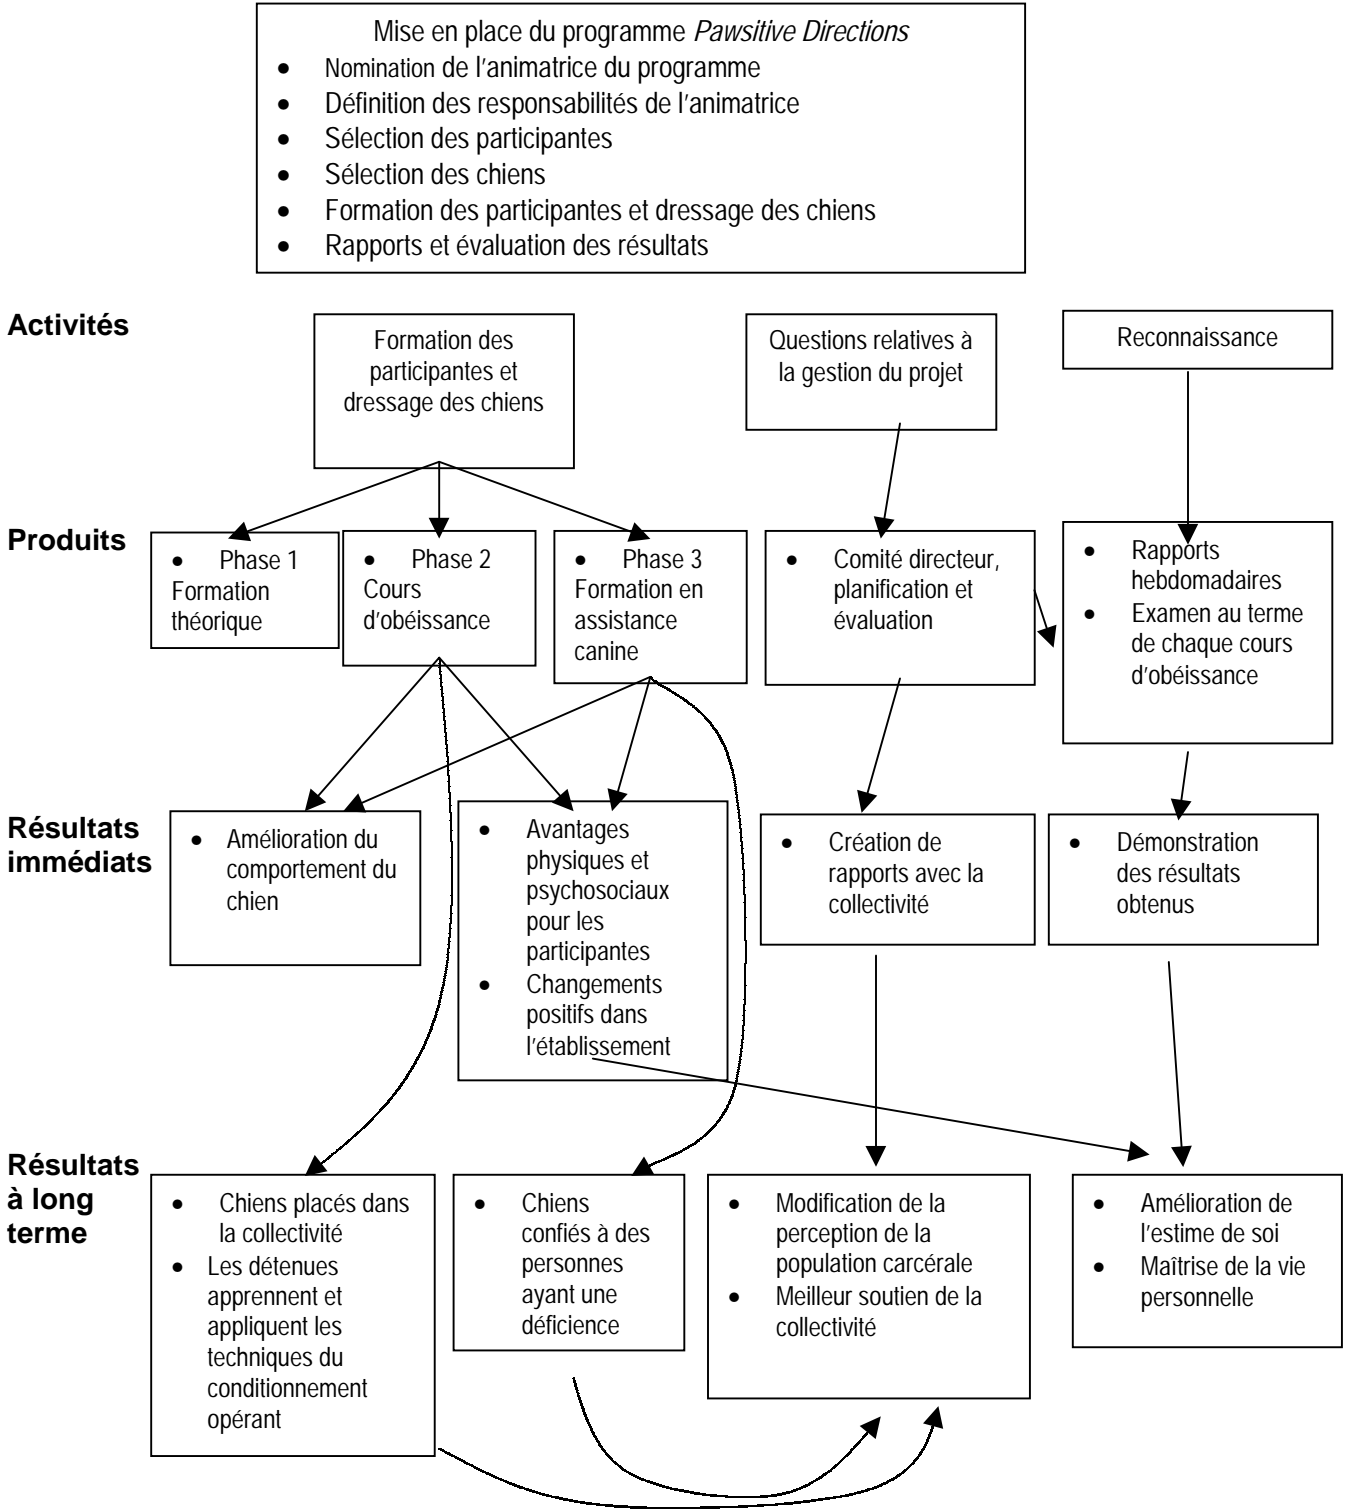 Mise en place du programme Pawsitive Directions
• Nomination de l'animatrice du programme
• Définition des responsabilités de l'animatrice
• Sélection des participantes
• Sélection des chiens
• Formation des participantes et dressage des chiens
• Rapports et évaluation des résultats
Activités
Formation des
participantes et
dressage des chiens
Questions relatives à
la gestion du projet
Reconnaissance
Produits
• Phase 1
Formation
théorique
• Phase 2
Cours
d'obéissance
• Phase 3
Formation en
assistance
canine
• Comité directeur,
planification et
évaluation
• Rapports
hebdomadaires
• Examen au terme
de chaque cours
d'obéissance
Résultats
immédiats
• Amélioration du
comportement du
chien
• Avantages
physiques et
psychosociaux
pour les
participantes
• Changements
positifs dans
l'établissement
• Création de
rapports avec la
collectivité
• Démonstration
des résultats
obtenus
Résultats
à long
terme
• Chiens placés dans
la collectivité
• Les détenues
apprennent et
appliquent les
techniques du
conditionnement
opérant
• Chiens
confiés à des
personnes
ayant une
déficience
• Modification de la
perception de la
population carcérale
• Meilleur soutien de la
collectivité
• Amélioration de
l'estime de soi
• Maîtrise de la vie
personnelle